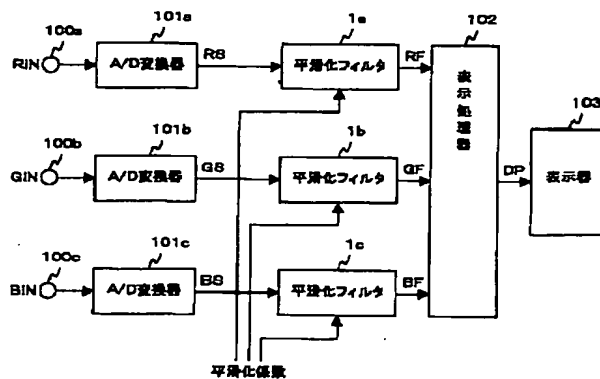 100a
RIN
101a
A/D変換器
RS
1a
平滑化フィルタ
RF
102
表示処理器
103
表示器
DP
100b
GIN
101b
A/D変換器
GS
1b
平滑化フィルタ
GF
100c
BIN
101c
A/D変換器
BS
1c
平滑化フィルタ
BF
平滑化係数